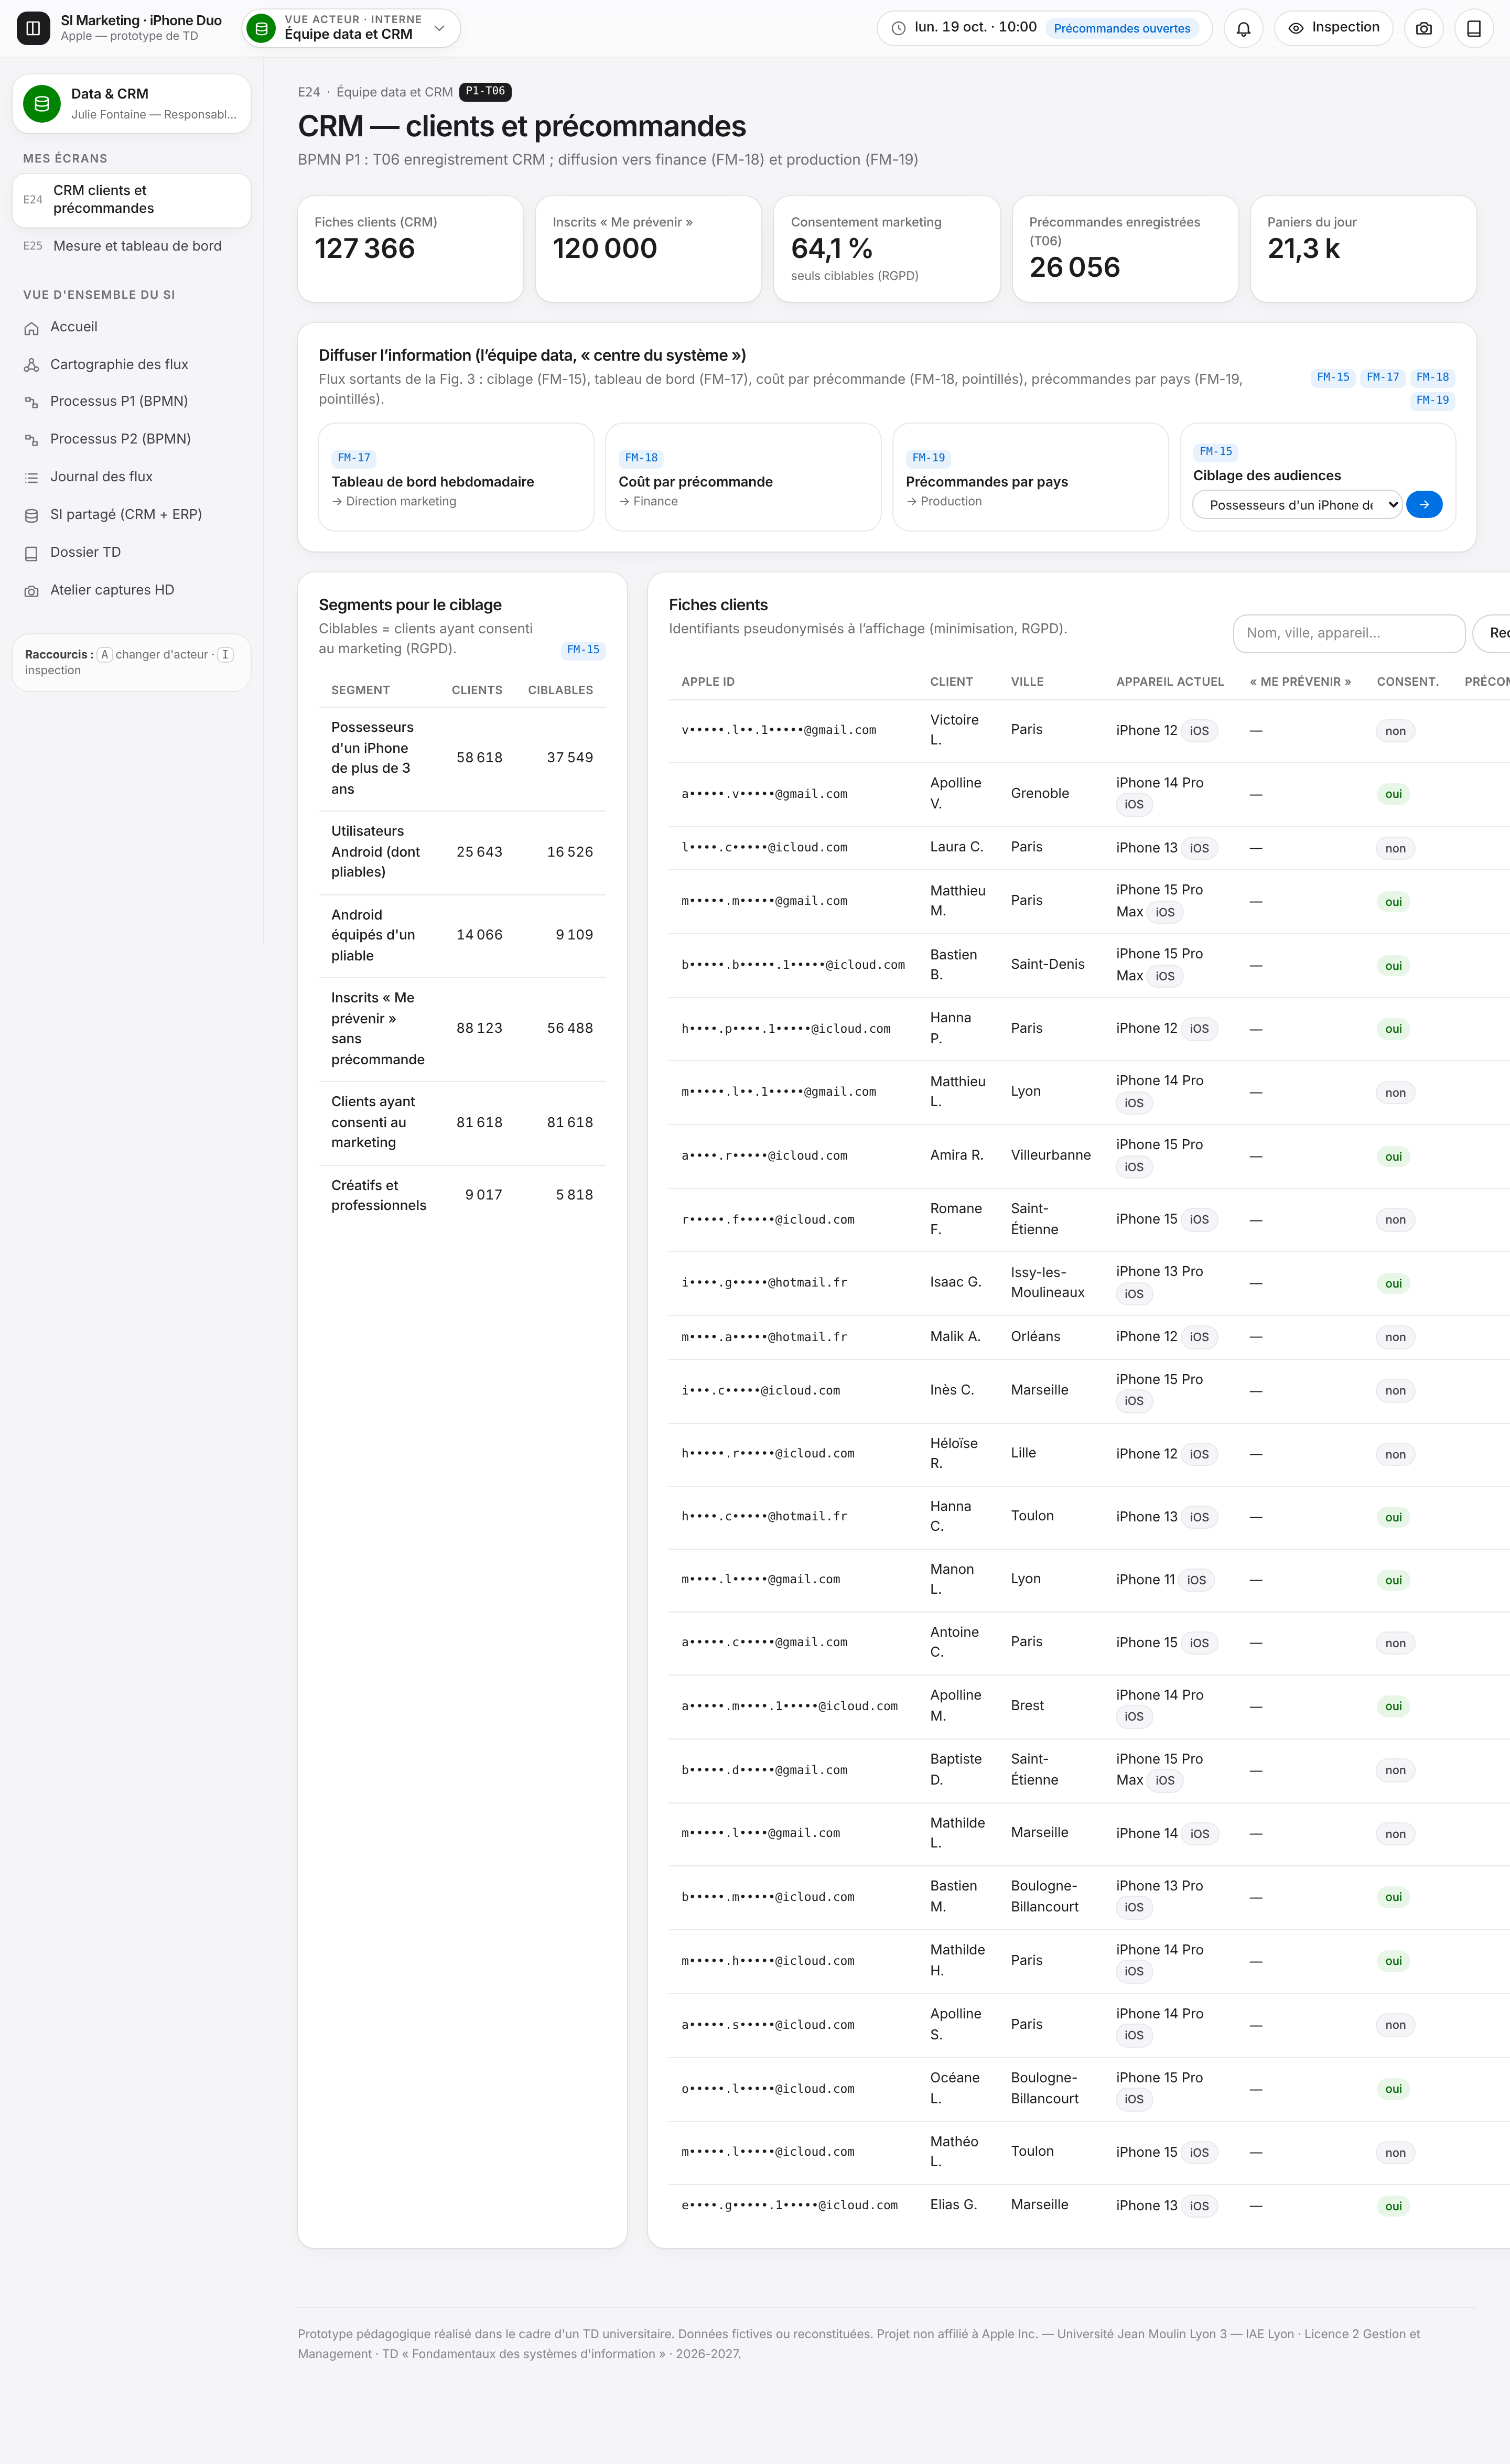 SI Marketing · iPhone Duo
Apple — prototype de TD
VUE ACTEUR · INTERNE
Équipe data et CRM
lun. 19 oct. · 10:00
Précommandes ouvertes
Inspection
Data & CRM
Julie Fontaine — Responsabl...
MES ÉCRANS
E24 CRM clients et
précommandes
E25 Mesure et tableau de bord
VUE D'ENSEMBLE DU SI
Accueil
Cartographie des flux
Processus P1 (BPMN)
Processus P2 (BPMN)
Journal des flux
SI partagé (CRM + ERP)
Dossier TD
Atelier captures HD
Raccourcis : A changer d'acteur · I
inspection
E24 · Équipe data et CRM P1-T06
CRM — clients et précommandes
BPMN P1 : T06 enregistrement CRM ; diffusion vers finance (FM-18) et production (FM-19)
Fiches clients (CRM)
127 366
Inscrits « Me prévenir »
120 000
Consentement marketing
64,1 %
seuls ciblables (RGPD)
Précommandes enregistrées
(T06)
26 056
Paniers du jour
21,3 k
Diffuser l’information (l’équipe data, « centre du système »)
Flux sortants de la Fig. 3 : ciblage (FM-15), tableau de bord (FM-17), coût par précommande (FM-18, pointillés), précommandes par pays (FM-19,
pointillés).
FM-15 FM-17 FM-18
FM-19
FM-17
Tableau de bord hebdomadaire
→ Direction marketing
FM-18
Coût par précommande
→ Finance
FM-19
Précommandes par pays
→ Production
FM-15
Ciblage des audiences
Possesseurs d'un iPhone de
→
Segments pour le ciblage
Ciblables = clients ayant consenti
au marketing (RGPD).
FM-15
SEGMENT CLIENTS CIBLABLES
Possesseurs
d'un iPhone
de plus de 3
ans
58 618 37 549
Utilisateurs
Android (dont
pliables)
25 643 16 526
Android
équipés d'un
pliable
14 066 9 109
Inscrits « Me
prévenir »
sans
précommande
88 123 56 488
Clients ayant
consenti au
marketing
81 618 81 618
Créatifs et
professionnels
9 017 5 818
Fiches clients
Identifiants pseudonymisés à l’affichage (minimisation, RGPD).
Nom, ville, appareil...
Rec
APPLE ID CLIENT VILLE APPAREIL ACTUEL « ME PRÉVENIR » CONSENT. PRÉCOM
v•••••.l••.1•••••@gmail.com Victoire L. Paris iPhone 12 iOS — non
a•••••.v•••••@gmail.com Apolline V. Grenoble iPhone 14 Pro iOS — oui
l••••.c•••••@icloud.com Laura C. Paris iPhone 13 iOS — non
m•••••.m•••••@gmail.com Matthieu M. Paris iPhone 15 Pro Max iOS — oui
b•••••.b•••••.1•••••@icloud.com Bastien B. Saint-Denis iPhone 15 Pro Max iOS — oui
h••••.p••••.1•••••@icloud.com Hanna P. Paris iPhone 12 iOS — oui
m•••••.l••.1•••••@gmail.com Matthieu L. Lyon iPhone 14 Pro iOS — non
a••••.r•••••@icloud.com Amira R. Villeurbanne iPhone 15 Pro iOS — oui
r•••••.f•••••@icloud.com Romane F. Saint-Étienne iPhone 15 iOS — non
i••••.g•••••@hotmail.fr Isaac G. Issy-les-Moulineaux iPhone 13 Pro iOS — oui
m••••.a•••••@hotmail.fr Malik A. Orléans iPhone 12 iOS — non
i•••.c•••••@icloud.com Inès C. Marseille iPhone 15 Pro iOS — non
h•••••.r•••••@icloud.com Héloïse R. Lille iPhone 12 iOS — non
h••••.c•••••@hotmail.fr Hanna C. Toulon iPhone 13 iOS — oui
m••••.l•••••@gmail.com Manon L. Lyon iPhone 11 iOS — oui
a•••••.c•••••@gmail.com Antoine C. Paris iPhone 15 iOS — non
a•••••.m••••.1•••••@icloud.com Apolline M. Brest iPhone 14 Pro iOS — oui
b•••••.d•••••@gmail.com Baptiste D. Saint-Étienne iPhone 15 Pro Max iOS — non
m•••••.l••••@gmail.com Mathilde L. Marseille iPhone 14 iOS — non
b•••••.m•••••@icloud.com Bastien M. Boulogne-Billancourt iPhone 13 Pro iOS — oui
m•••••.h•••••@icloud.com Mathilde H. Paris iPhone 14 Pro iOS — oui
a•••••.s•••••@icloud.com Apolline S. Paris iPhone 14 Pro iOS — non
o•••••.l•••••@icloud.com Océane L. Boulogne-Billancourt iPhone 15 Pro iOS — oui
m•••••.l•••••@icloud.com Mathéo L. Toulon iPhone 15 iOS — non
e••••.g•••••.1•••••@icloud.com Elias G. Marseille iPhone 13 iOS — oui
Prototype pédagogique réalisé dans le cadre d'un TD universitaire. Données fictives ou reconstituées. Projet non affilié à Apple Inc. — Université Jean Moulin Lyon 3 — IAE Lyon · Licence 2 Gestion et
Management · TD « Fondamentaux des systèmes d'information » · 2026-2027.